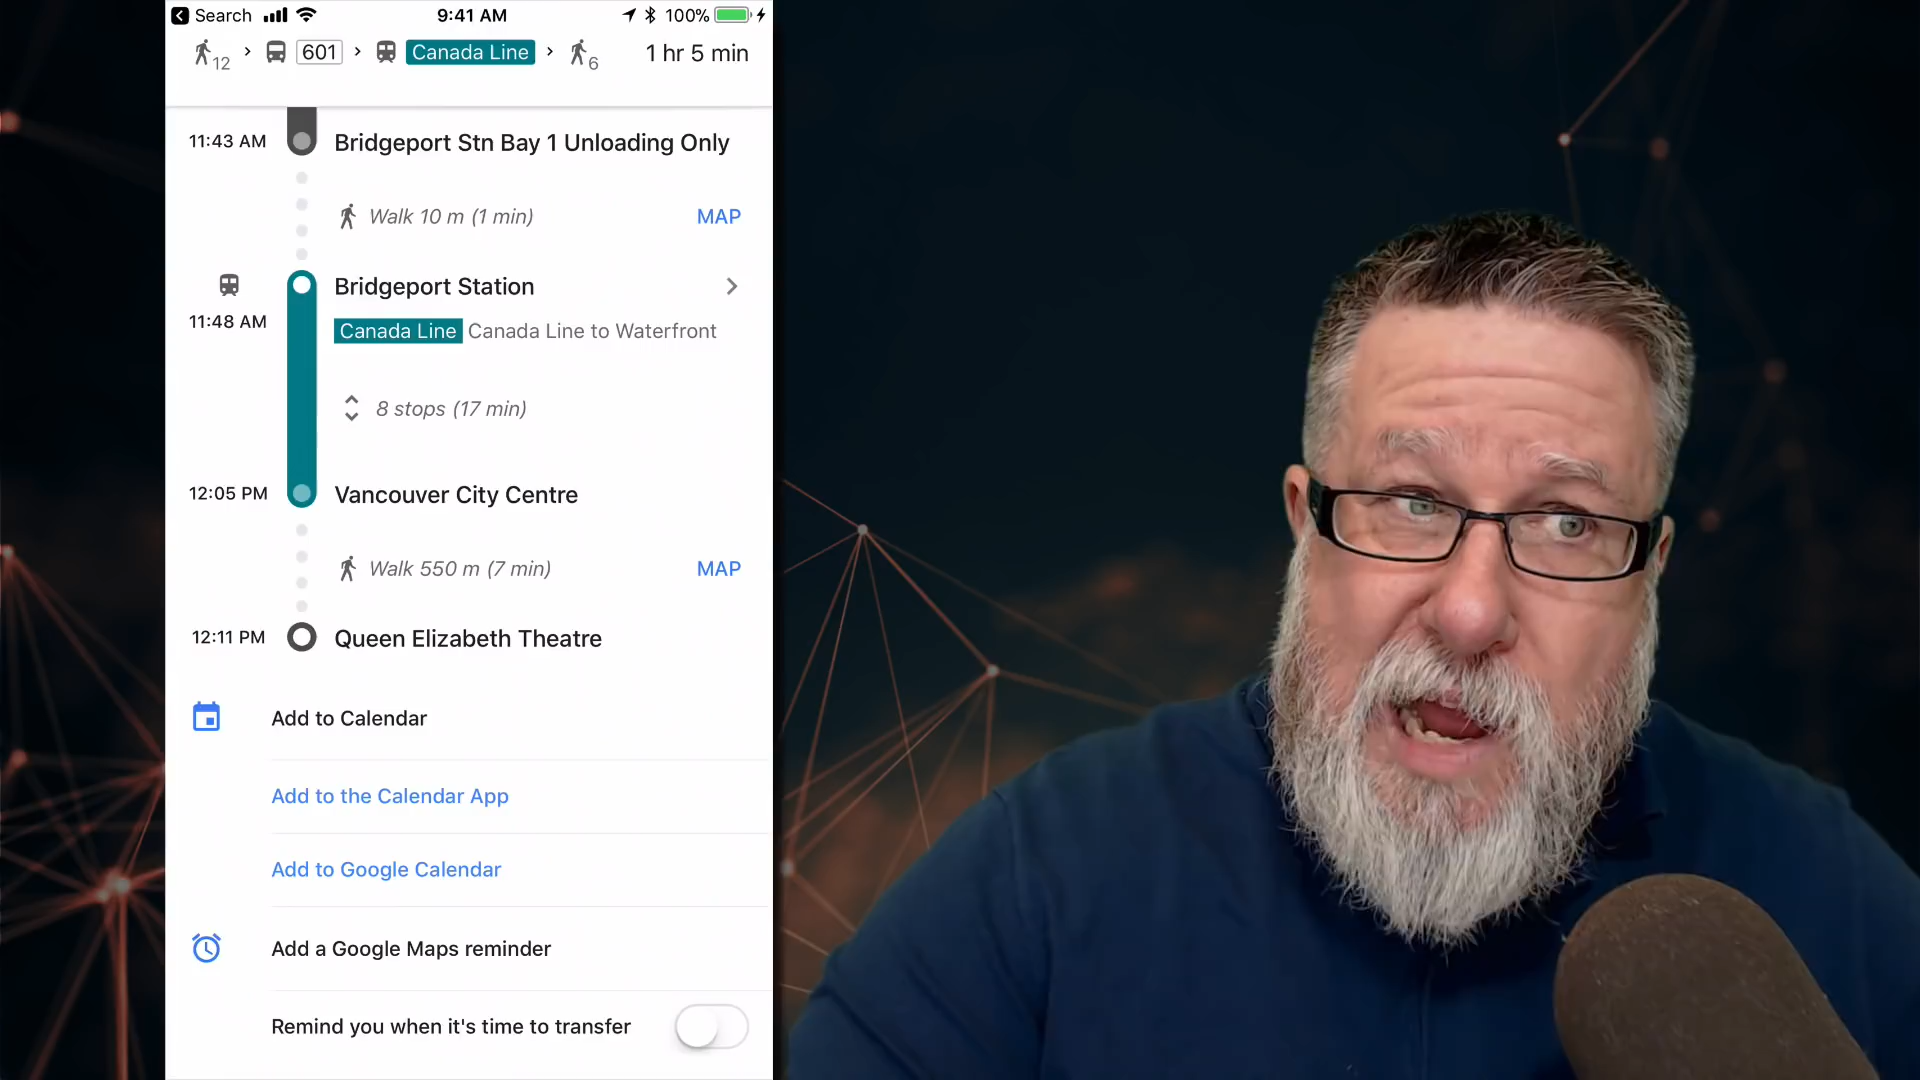 Search 9:41 AM 100%
12 > 601 > Canada Line > 6 1 hr 5 min
11:43 AM Bridgeport Stn Bay 1 Unloading Only
Walk 10 m (1 min) MAP
Bridgeport Station
11:48 AM Canada Line Canada Line to Waterfront
8 stops (17 min)
12:05 PM Vancouver City Centre
Walk 550 m (7 min) MAP
12:11 PM Queen Elizabeth Theatre
Add to Calendar
Add to the Calendar App
Add to Google Calendar
Add a Google Maps reminder
Remind you when it's time to transfer